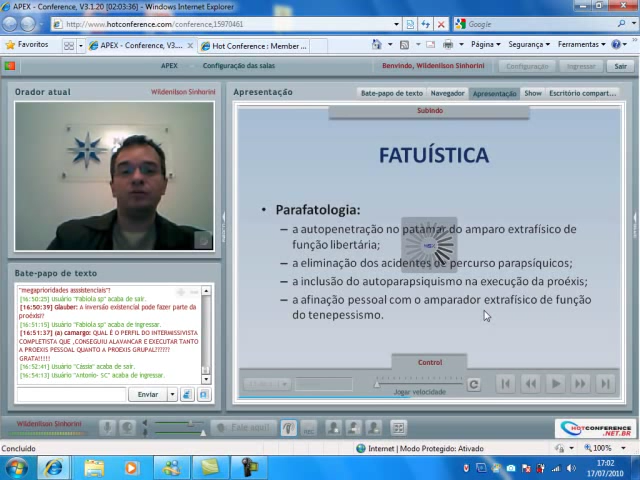 APEX - Conference, V3.1.20 [02:03:36] - Windows Internet Explorer
http://www.hotconference.com/conference,15970461
Google
Favoritos
APEX - Conference, V3....
Hot Conference : Member ...
Página
Segurança
Ferramentas
APEX
Configuração das salas
Benvindo, Wildenilson Sinhorini
Configuração
Ingressar
Sair
Orador atual
Wildenilson Sinhorini
Apresentação
Bate-papo de texto
Navegador
Apresentação
Show
Escritório compart...
Subindo
FATUÍSTICA
• Parafatologia:
– a autopenetração no patamar do amparo extrafísico de
função libertária;
– a eliminação dos acidentes de percurso parapsíquicos;
– a inclusão do autoparapsiquismo na execução da proéxis;
– a afinação pessoal com o amparador extrafísico de função
do tenepessismo.
Bate-papo de texto
"megaprioridades asssistenciais"!
[16:50:29] Usuário "Fabiola sp" acaba de sair.
[16:50:39] Glauber: A inversão existencial pode fazer parte da
proéxis?
[16:51:15] Usuário "Fabiola sp" acaba de ingressar.
[16:51:37] (a) camargo: QUAL É O PERFIL DO INTERMISSIVISTA
COMPLETISTA QUE ,CONSEGUIU ALAVANCAR E EXECUTAR TANTO
A PROEXIS PESSOAL QUANTO A PROEXIS GRUPAL??????
GRATA!!!!!
[16:52:41] Usuário "Cássia" acaba de sair.
[16:54:13] Usuário "Antonio- SC" acaba de ingressar.
Enviar
Control
Jogar velocidade
Wildenilson Sinhorini
Fale aqui!
REC
HOTCONFERENCE
.NET.BR
Concluído
Internet | Modo Protegido: Ativado
100%
17:02
17/07/2010